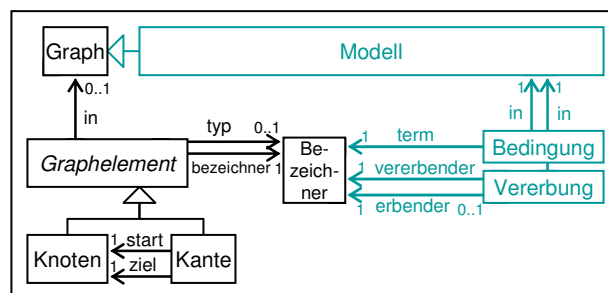 Graph
Modell
0..1
1
1
in
in
in
typ
0..1
Graphelement
bezeichner
1
Be-
zeich-
ner
1
term
Bedingung
1
vererbender
Vererbung
1
erbender
0..1
Knoten
1
start
1
ziel
Kante